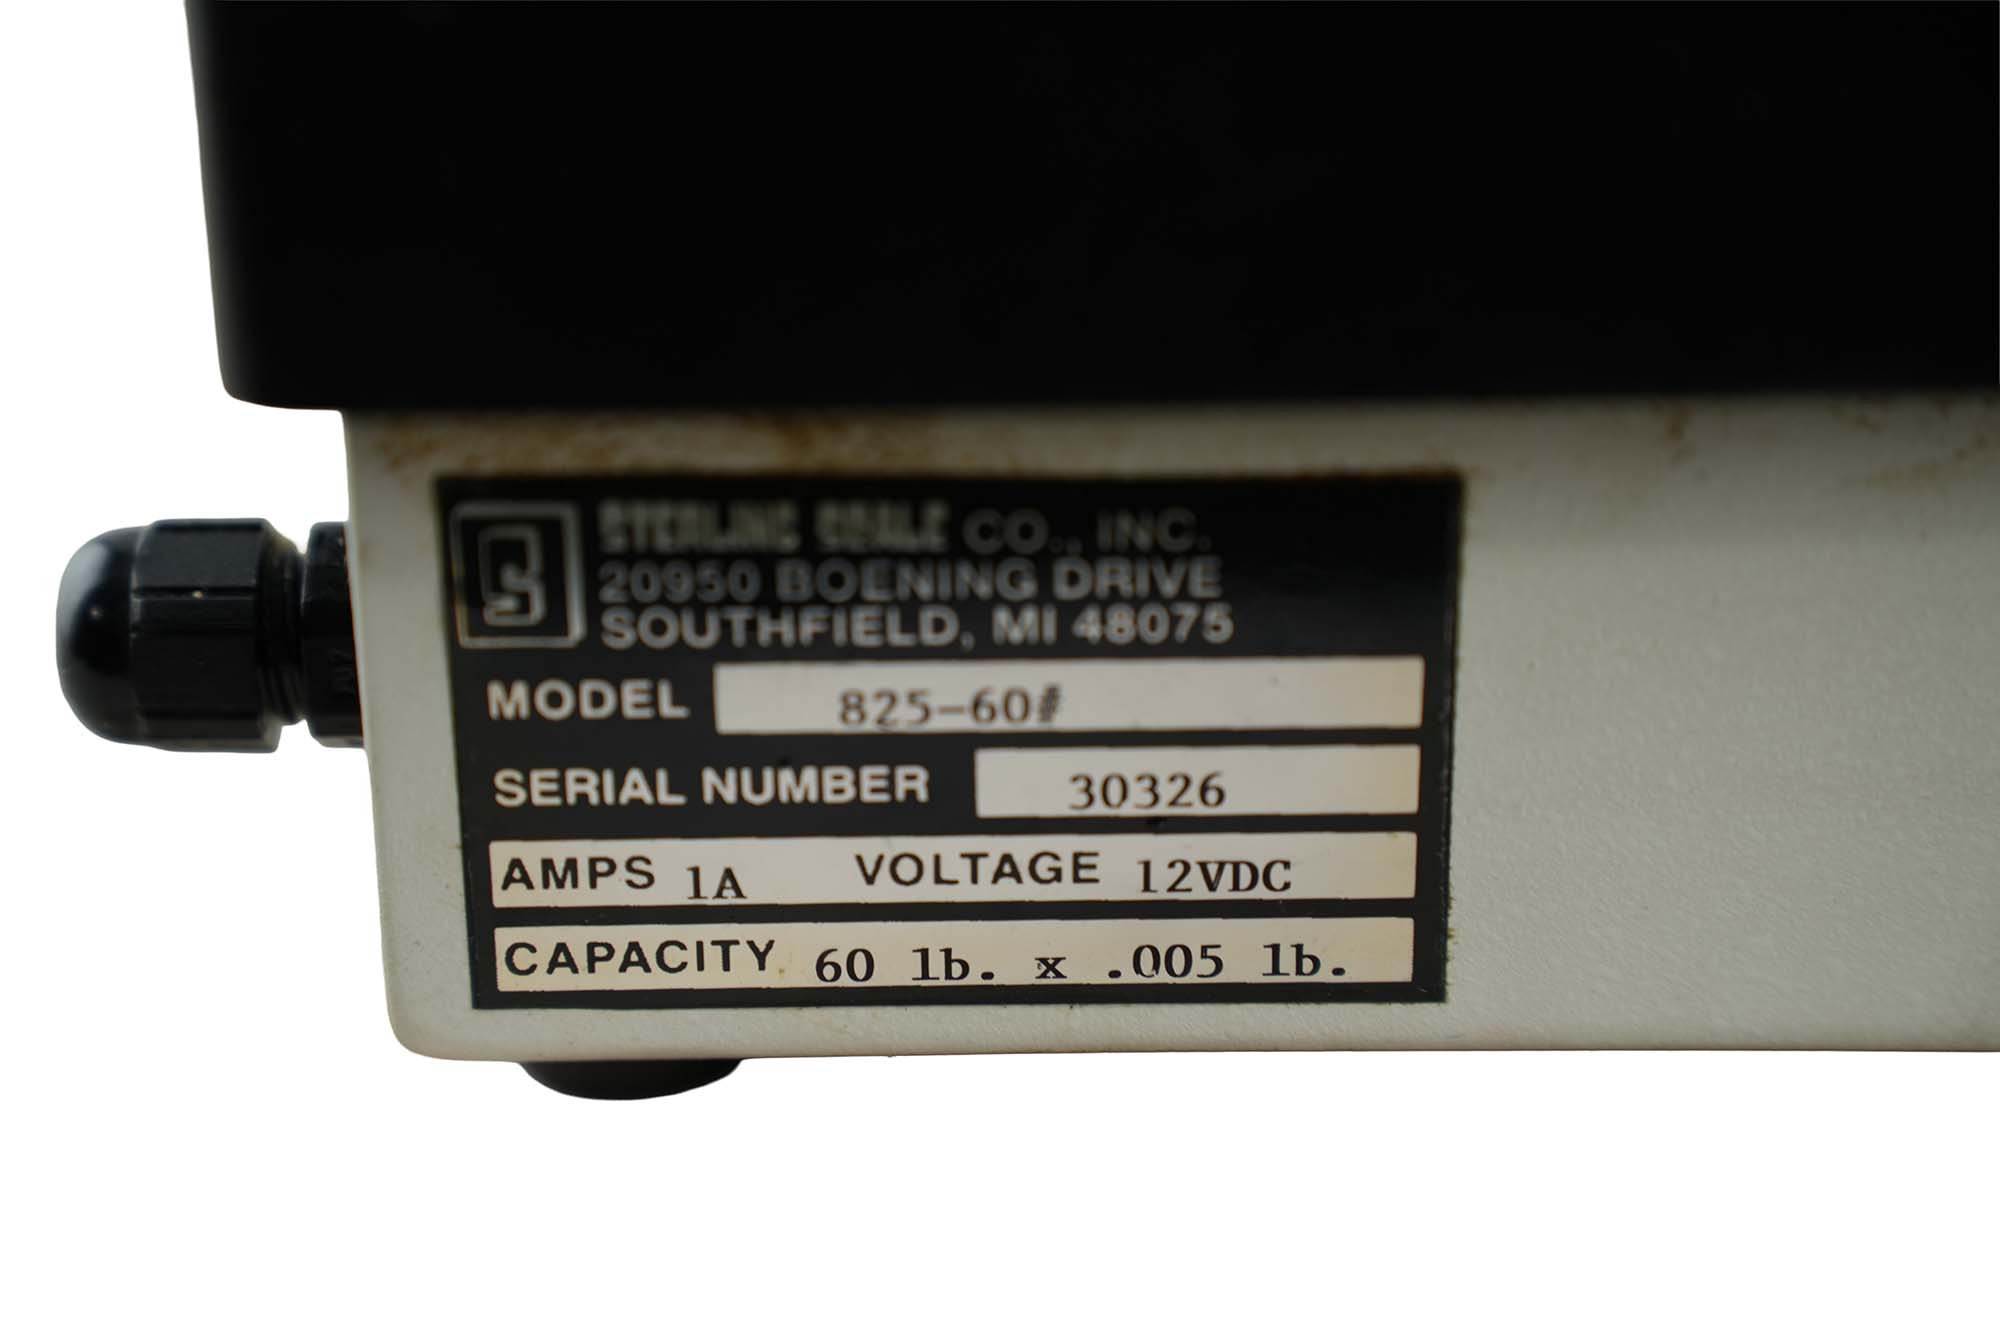 STERLING SCALE CO., INC.
20950 BOENING DRIVE
SOUTHFIELD, MI 48075
MODEL 825-60#
SERIAL NUMBER 30326
AMPS 1A VOLTAGE 12VDC
CAPACITY 60 lb. x .005 lb.